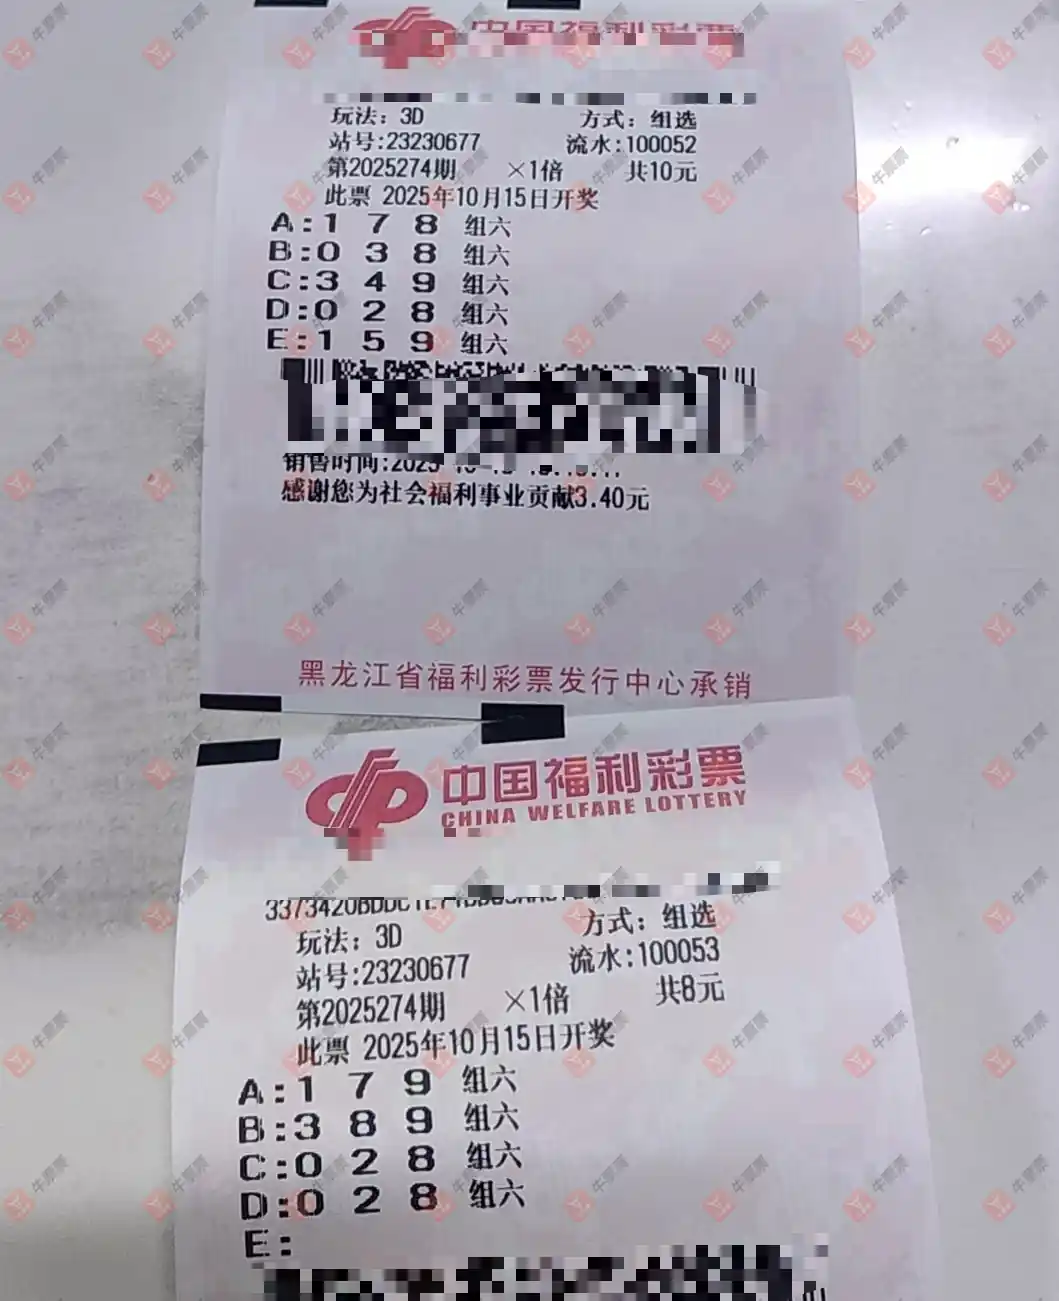 中国福利彩票
玩法：3D 方式：组选
站号:23230677 流水:100052
第2025274期 ×1倍 共10元
此票 2025年10月15日开奖
A:1 7 8 组六
B:0 3 8 组六
C:3 4 9 组六
D:0 2 8 组六
E:1 5 9 组六
销售时间:2025
感谢您为社会福利事业贡献3.40元
黑龙江省福利彩票发行中心承销
中国福利彩票
CHINA WELFARE LOTTERY
玩法：3D 方式：组选
站号:23230677 流水:100053
第2025274期 ×1倍 共8元
此票 2025年10月15日开奖
A:1 7 9 组六
B:3 8 9 组六
C:0 2 8 组六
D:0 2 8 组六
E: